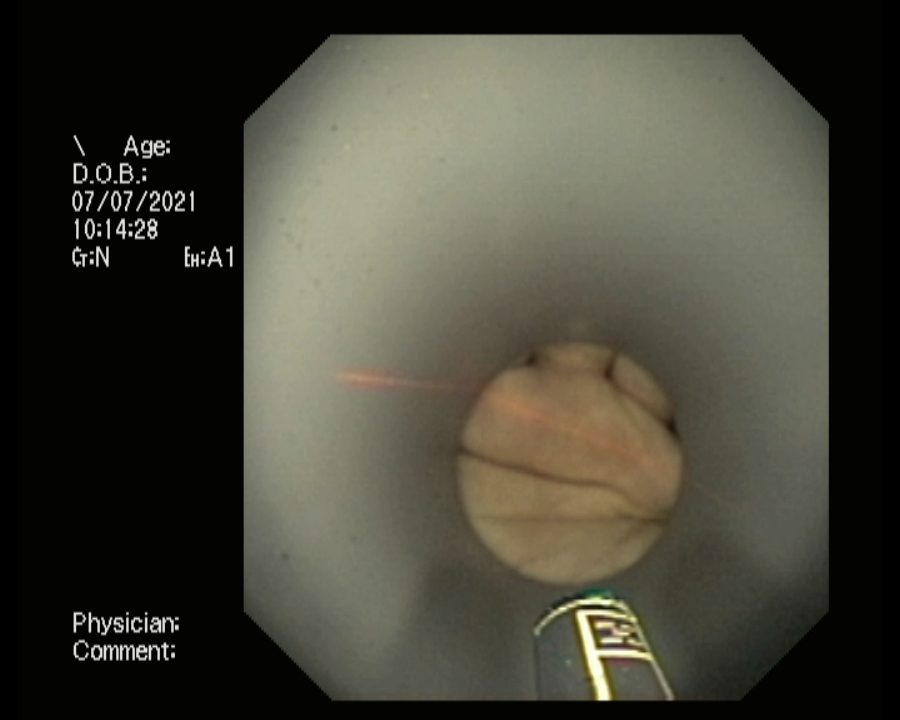 \ Age:
D.O.B.:
07/07/2021
10:14:28
Cr:N EH:A1
Physician:
Comment: